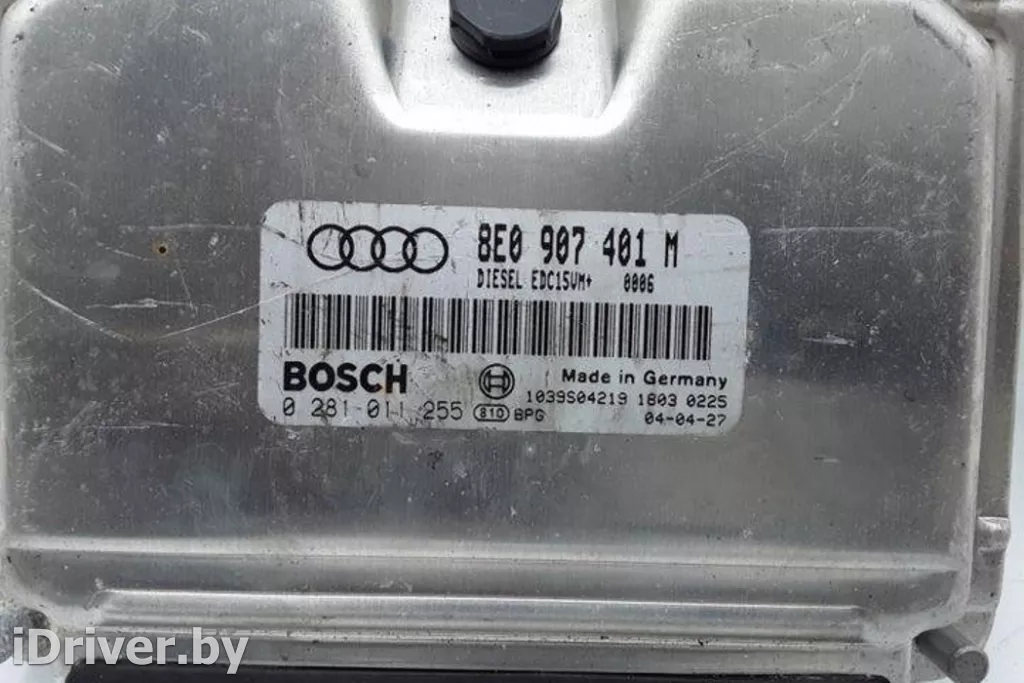 8E0 907 401 M
DIESEL EDC15VM+ 0006
BOSCH
Made in Germany
1039S04219 1803 0225
0 281 011 255 810 BPG 04-04-27
iDriver.by